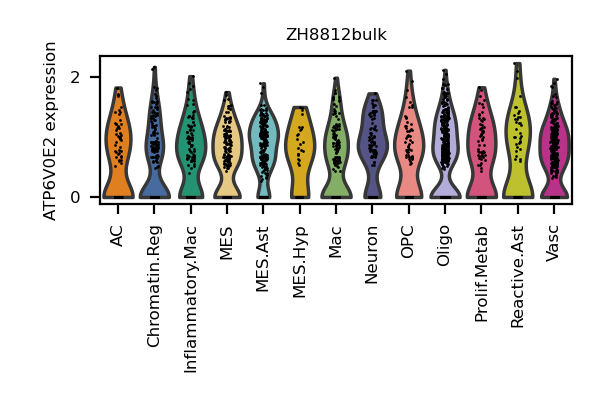 ZH8812bulk
ATP6V0E2 expression
2
0
AC
Chromatin.Reg
Inflammatory.Mac
MES
MES.Ast
MES.Hyp
Mac
Neuron
OPC
Oligo
Prolif.Metab
Reactive.Ast
Vasc